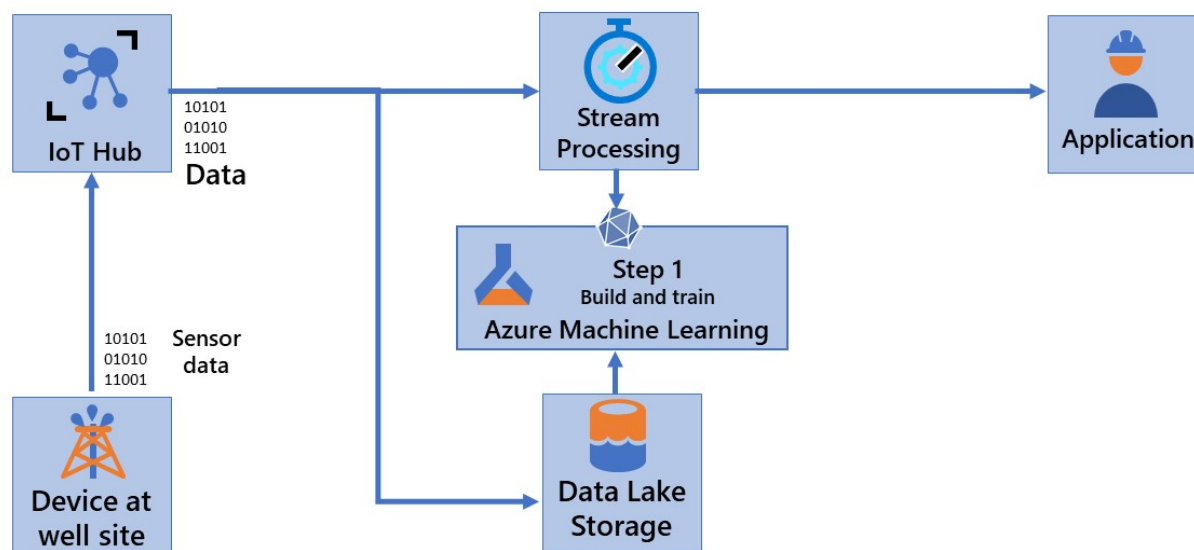 IoT Hub
10101
01010
11001
Data
Stream
Processing
Application
Step 1
Build and train
Azure Machine Learning
10101
01010
11001
Sensor
data
Device at
well site
Data Lake
Storage